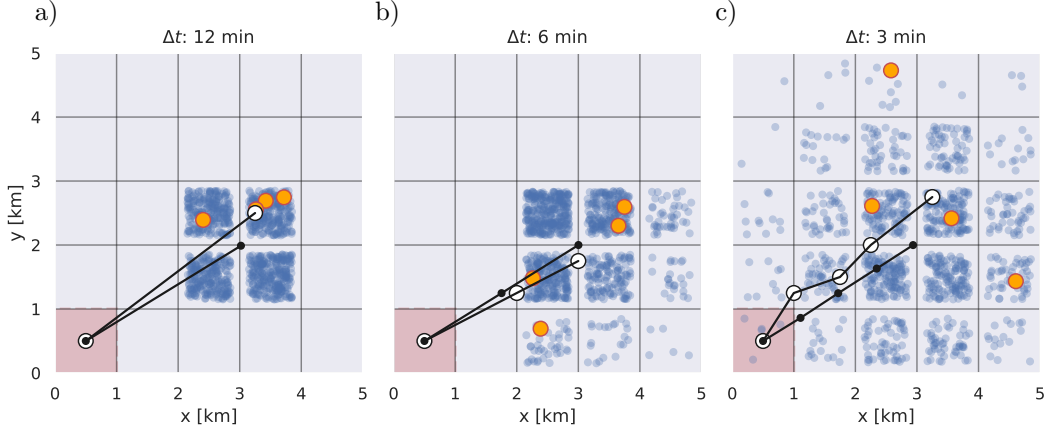 a) b) c)
Δt: 12 min Δt: 6 min Δt: 3 min
5
4
3
2
1
0
y [km]
0 1 2 3 4 5 0 1 2 3 4 5 0 1 2 3 4 5
x [km] x [km] x [km]